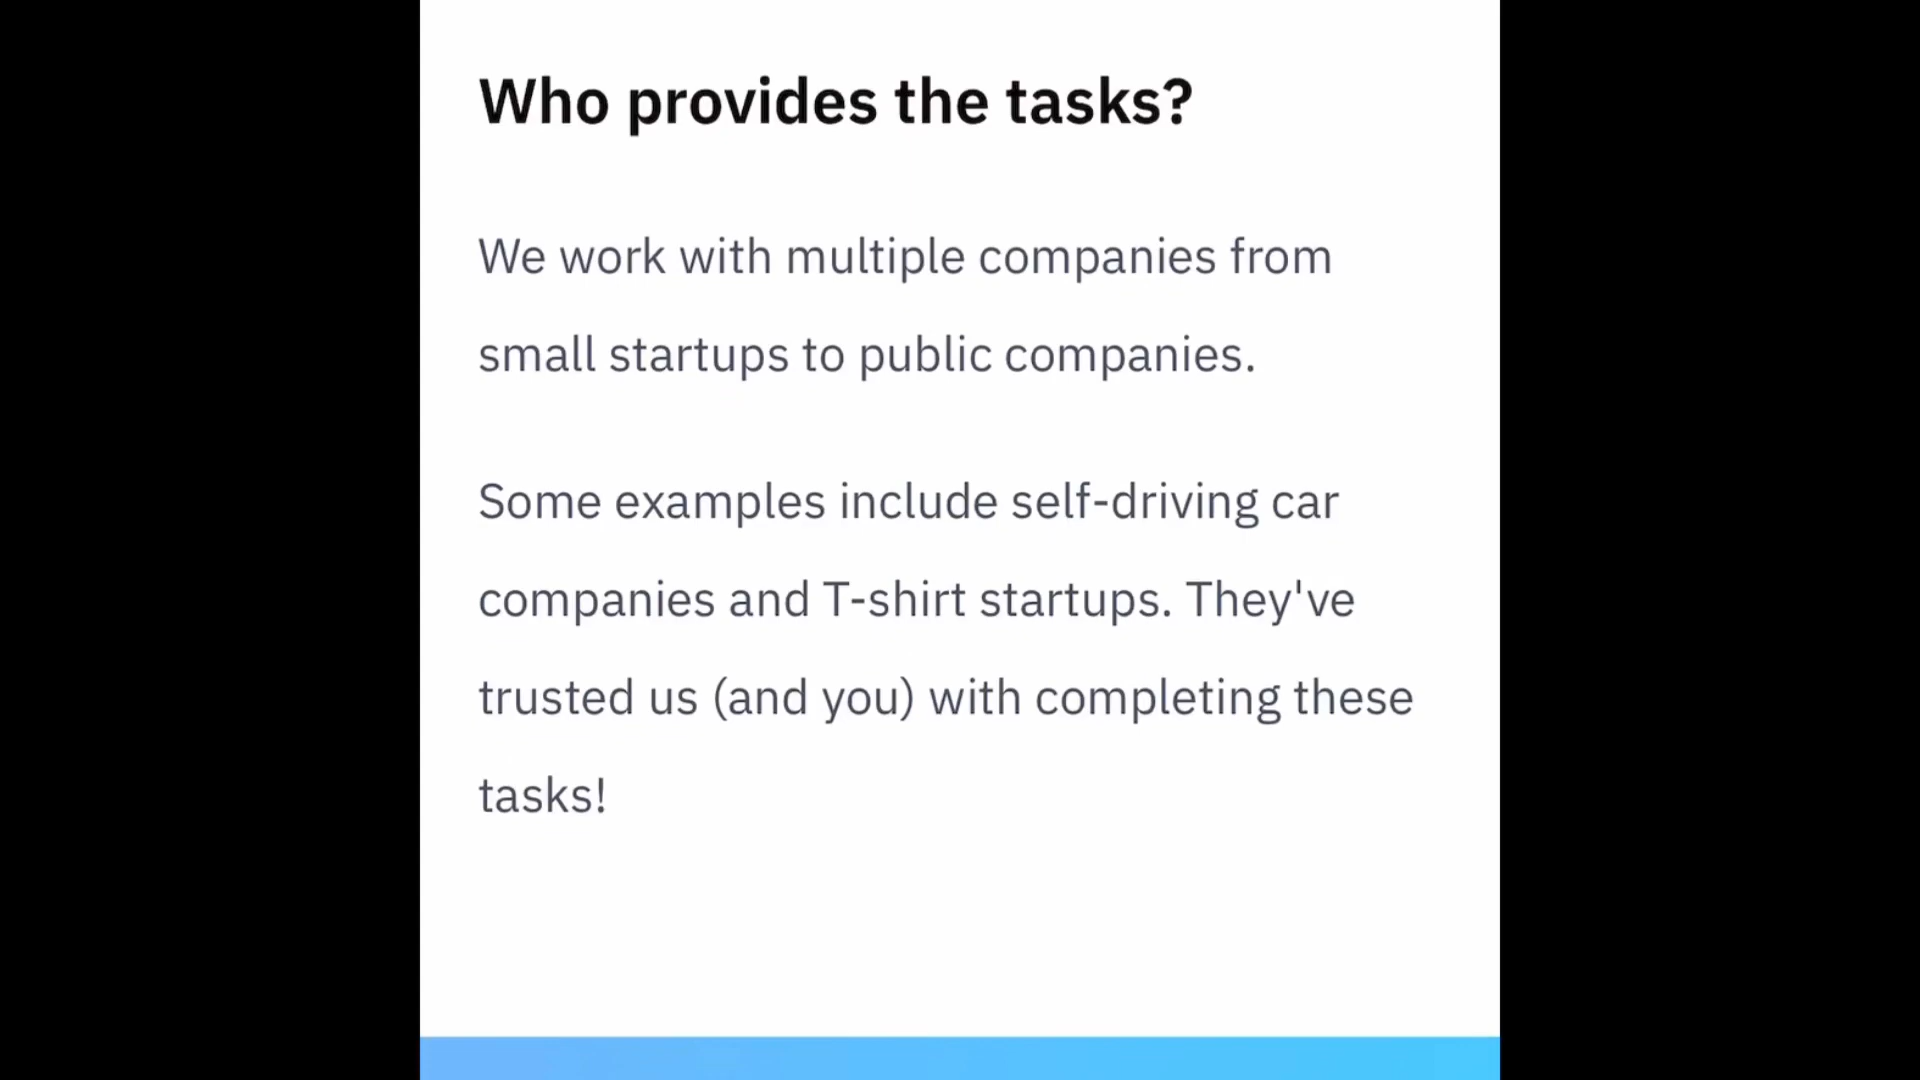 Who provides the tasks?
We work with multiple companies from
small startups to public companies.
Some examples include self-driving car
companies and T-shirt startups. They've
trusted us (and you) with completing these
tasks!